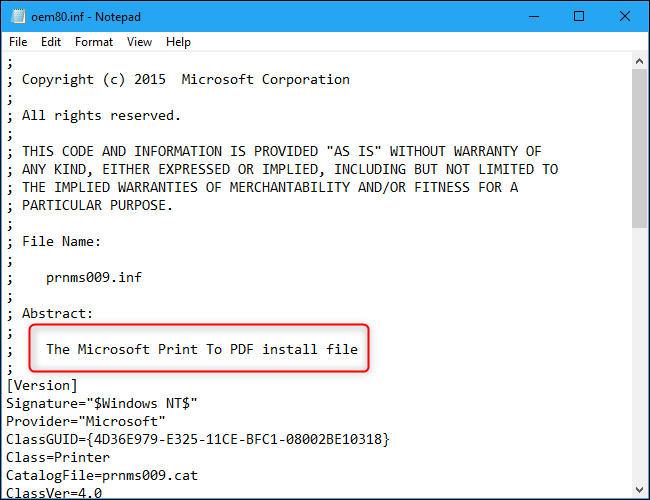 oem80.inf - Notepad
File Edit Format View Help
;
; Copyright (c) 2015  Microsoft Corporation
;
; All rights reserved.
;
; THIS CODE AND INFORMATION IS PROVIDED "AS IS" WITHOUT WARRANTY OF
; ANY KIND, EITHER EXPRESSED OR IMPLIED, INCLUDING BUT NOT LIMITED TO
; THE IMPLIED WARRANTIES OF MERCHANTABILITY AND/OR FITNESS FOR A
; PARTICULAR PURPOSE.
;
; File Name:
;
;    prnms009.inf
;
; Abstract:
;
;    The Microsoft Print To PDF install file
;
[Version]
Signature="$Windows NT$"
Provider="Microsoft"
ClassGUID={4D36E979-E325-11CE-BFC1-08002BE10318}
Class=Printer
CatalogFile=prnms009.cat
ClassVer=4.0